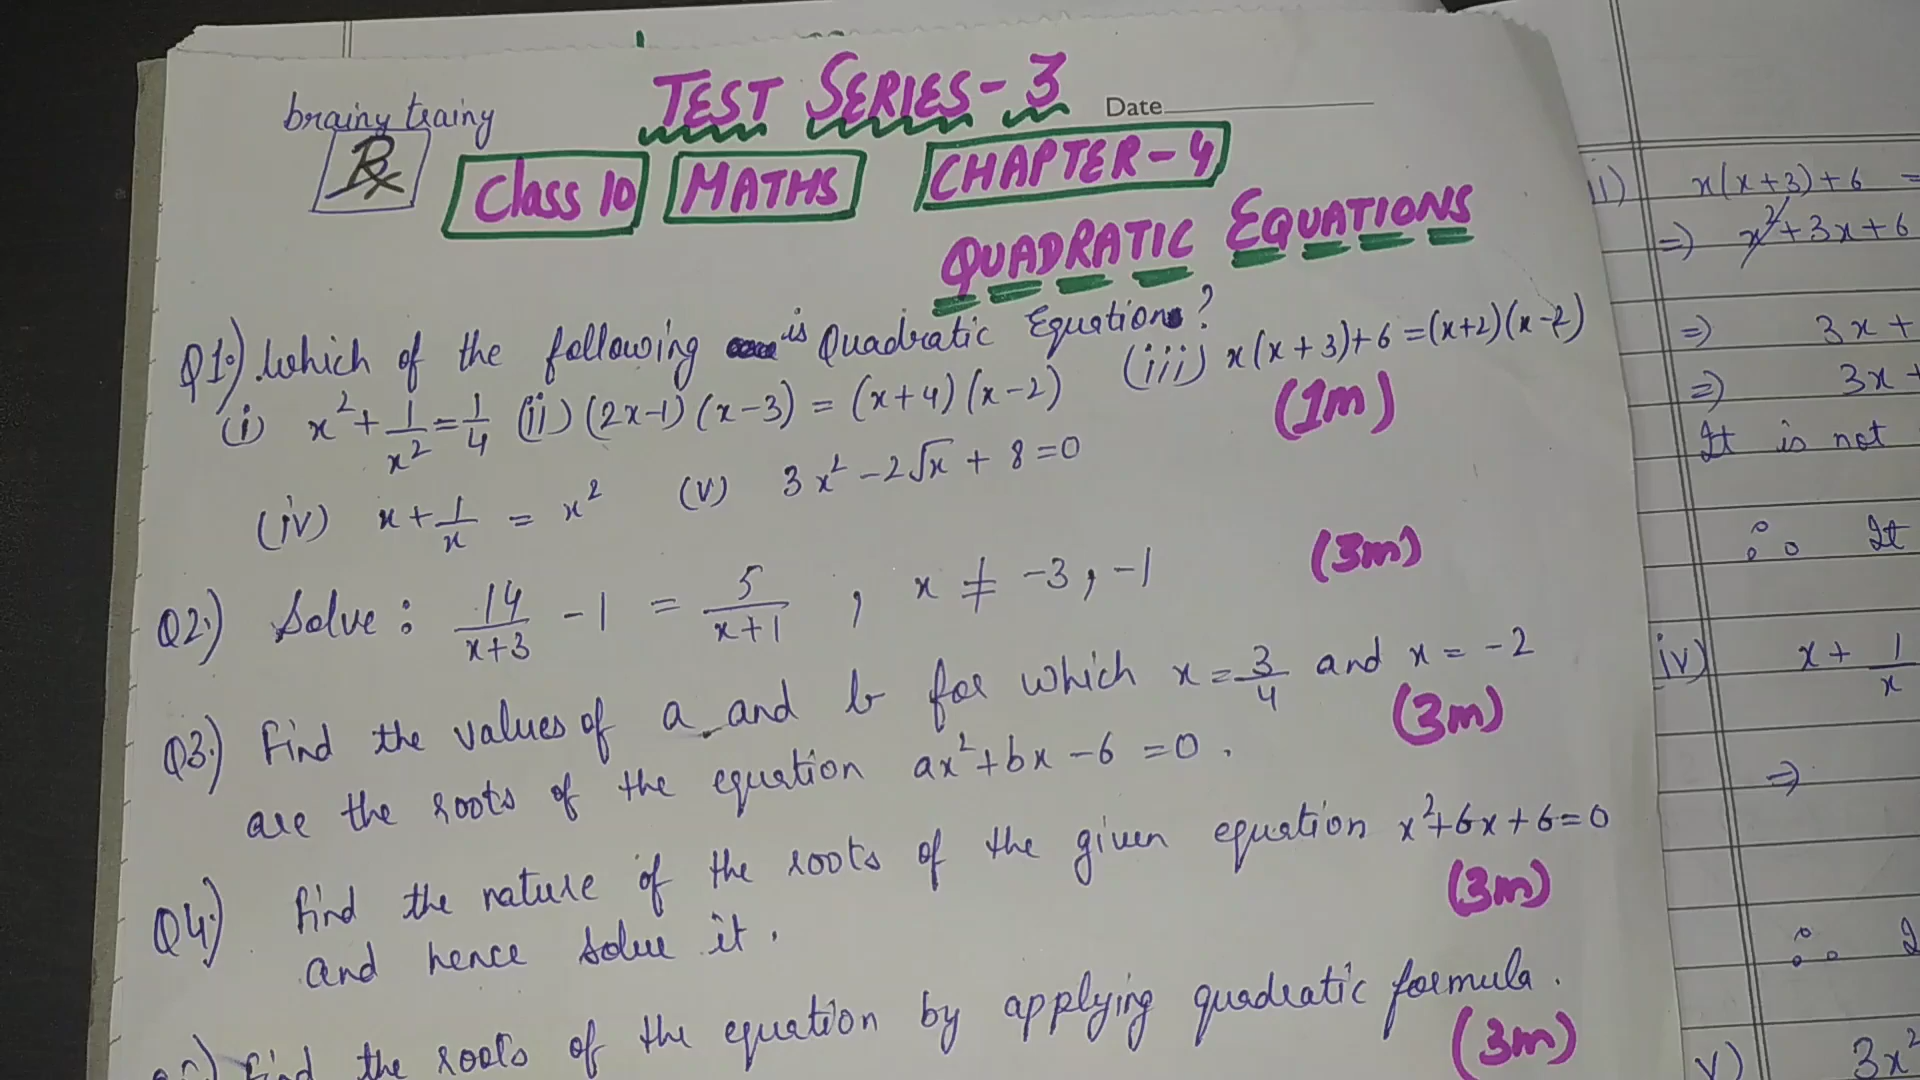 brainy trainy
TEST SERIES-3
Date
Rx
Class 10 MATHS CHAPTER-4
QUADRATIC EQUATIONS
Q1.) Which of the following is Quadratic Equation?
(i) x²+1/x²=1/4 (ii) (2x-1)(x-3) = (x+4)(x-2) (iii) x(x+3)+6=(x+2)(x-2)
(1m)
(iv) x+1/x = x² (v) 3x²-2√x + 8=0
Q2.) Solve: 14/x+3 -1 = 5/x+1 , x ≠ -3, -1
(3m)
Q3.) Find the values of a and b for which x=3/4 and x=-2
are the roots of the equation ax²+bx-6=0.
(3m)
Q4.) Find the nature of the roots of the given equation x²+6x+6=0
and hence solve it.
(3m)
Find the roots of the equation by applying quadratic formula.
(3m)
ii) x(x+3)+6 =
=) x²+3x+6
=) 3x+
=) 3x+
It is not
∴ It
iv) x+ 1/x
=)
∴
v) 3x²